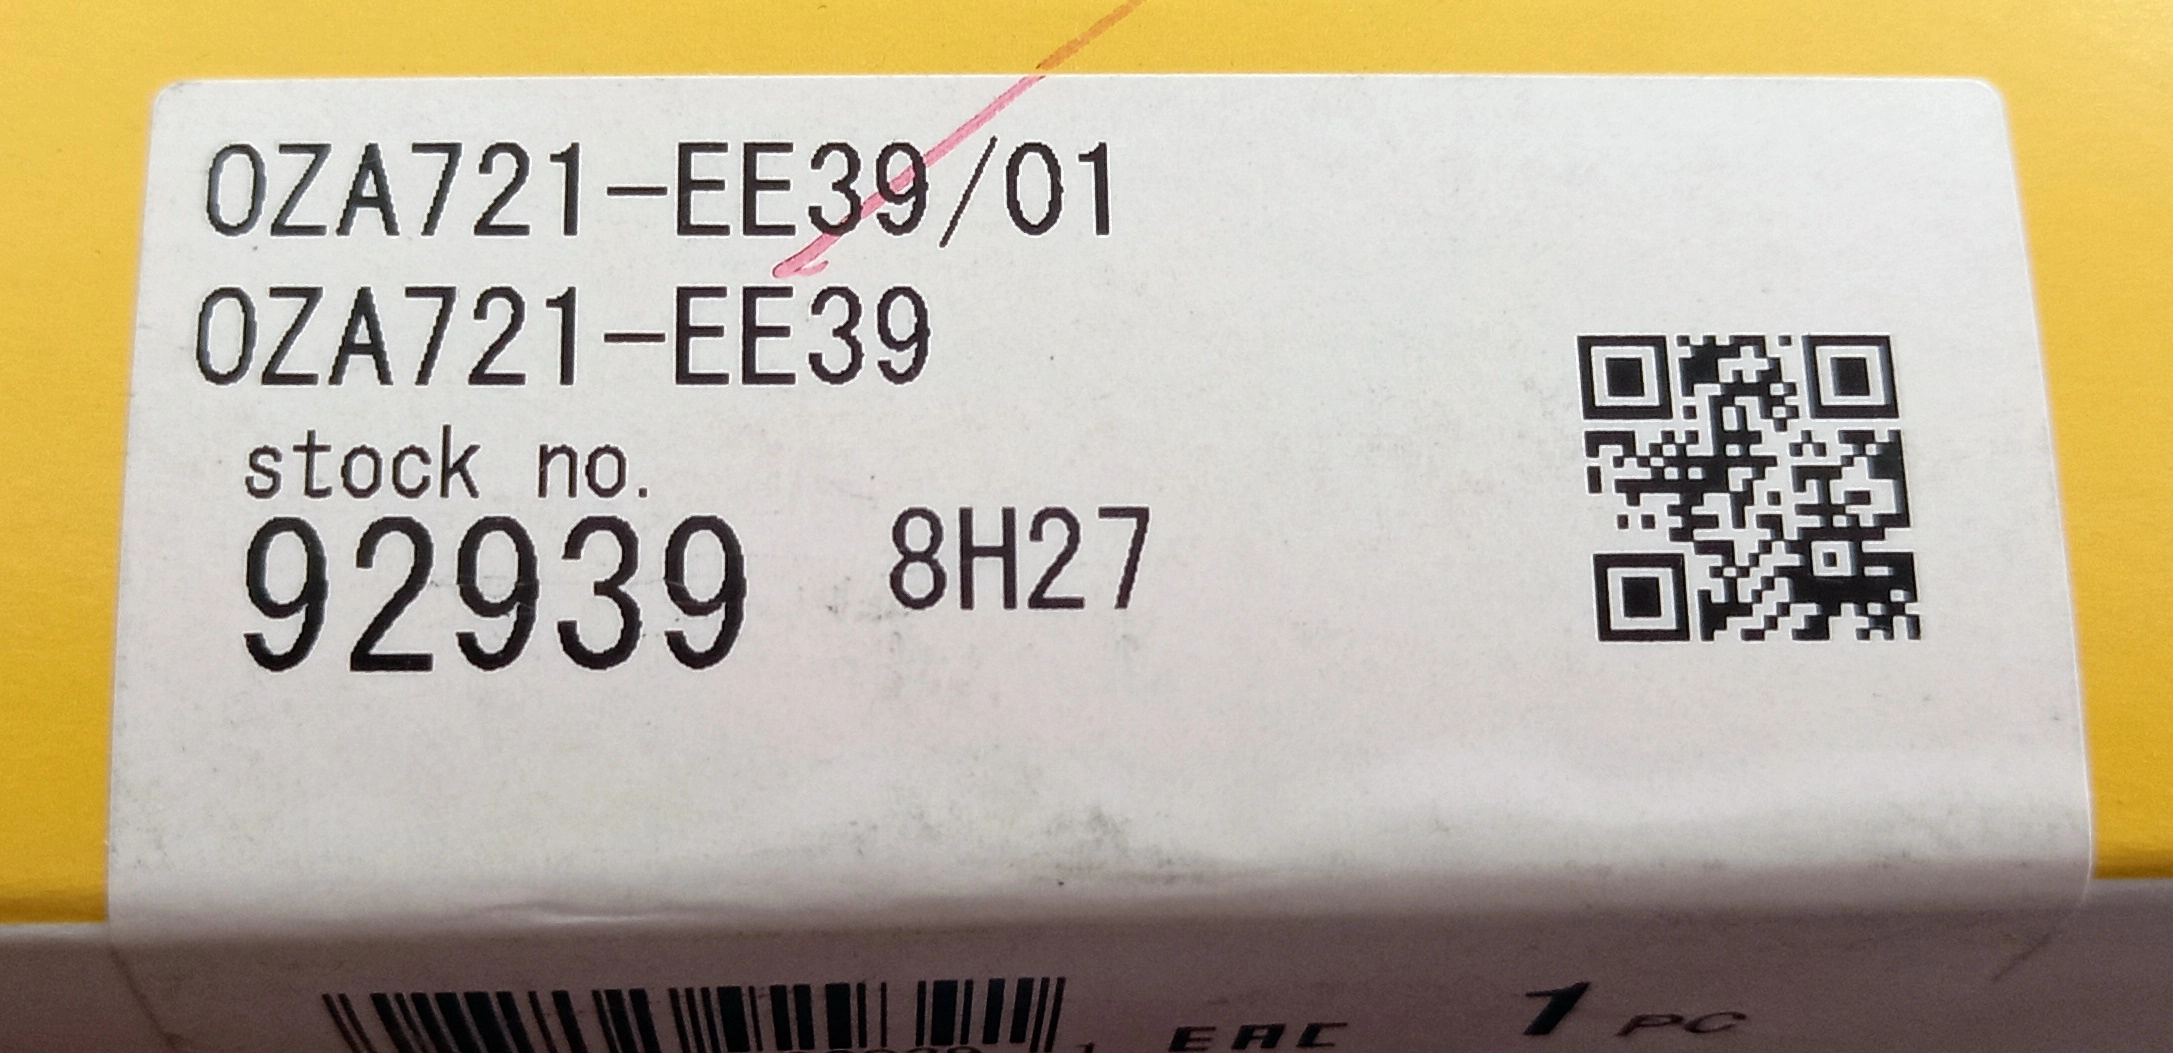 OZA721-EE39/01
OZA721-EE39
stock no.
92939 8H27
EAC 1 PC